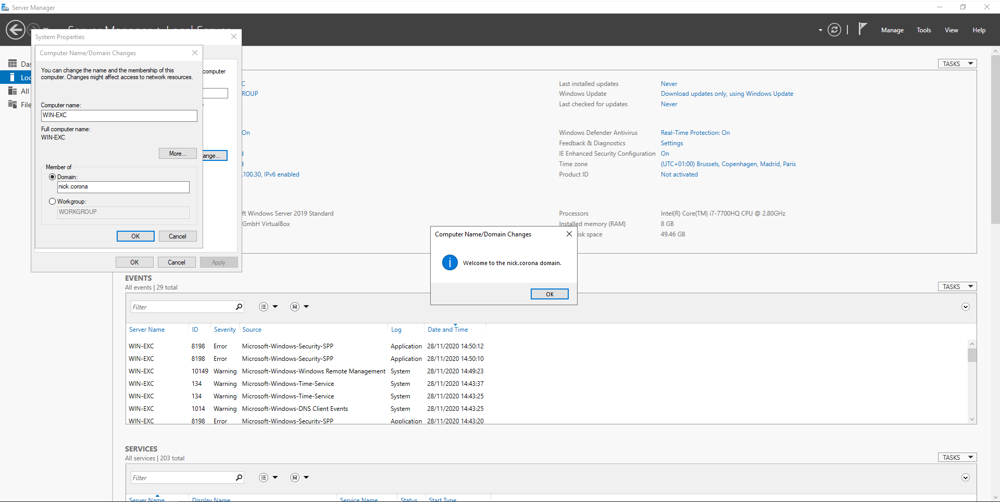 Server Manager
Manage
Tools
View
Help
System Properties
Computer Name/Domain Changes
You can change the name and the membership of this
computer. Changes might affect access to network resources.
computer
Computer name:
WIN-EXC
Full computer name:
WIN-EXC
More...
ange...
Member of
Domain:
nick.corona
Workgroup:
WORKGROUP
OK
Cancel
OK
Cancel
Apply
Das
Loc
All
File
TASKS
C
ROUP
On
d
d
.100.30, IPv6 enabled
ft Windows Server 2019 Standard
GmbH VirtualBox
Last installed updates Never
Windows Update Download updates only, using Windows Update
Last checked for updates Never
Windows Defender Antivirus Real-Time Protection: On
Feedback & Diagnostics Settings
IE Enhanced Security Configuration On
Time zone (UTC+01:00) Brussels, Copenhagen, Madrid, Paris
Product ID Not activated
Processors Intel(R) Core(TM) i7-7700HQ CPU @ 2.80GHz
Installed memory (RAM) 8 GB
isk space 49.46 GB
Computer Name/Domain Changes
Welcome to the nick.corona domain.
OK
EVENTS
All events | 29 total
TASKS
Filter
Server Name ID Severity Source Log Date and Time
WIN-EXC 8198 Error Microsoft-Windows-Security-SPP Application 28/11/2020 14:50:12
WIN-EXC 8198 Error Microsoft-Windows-Security-SPP Application 28/11/2020 14:50:10
WIN-EXC 10149 Warning Microsoft-Windows-Windows Remote Management System 28/11/2020 14:49:23
WIN-EXC 134 Warning Microsoft-Windows-Time-Service System 28/11/2020 14:43:37
WIN-EXC 134 Warning Microsoft-Windows-Time-Service System 28/11/2020 14:43:25
WIN-EXC 1014 Warning Microsoft-Windows-DNS Client Events System 28/11/2020 14:43:25
WIN-EXC 8198 Error Microsoft-Windows-Security-SPP Application 28/11/2020 14:43:20
SERVICES
All services | 203 total
TASKS
Filter
Server Name Display Name Service Name Status Start Type